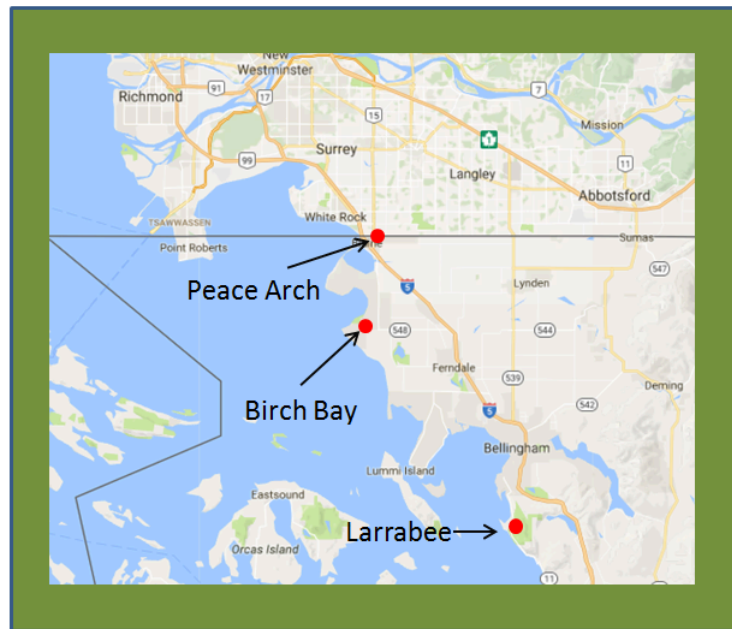 New
Westminster
Richmond
91
17
7
15
Mission
Surrey
1
11
99
Langley
Abbotsford
White Rock
TSAWWASSEN
Point Roberts
Blaine
Sumas
547
Peace Arch
5
Lynden
548
544
Ferndale
539
Deming
Birch Bay
5
542
Bellingham
Lummi Island
Eastsound
Larrabee
Orcas Island
11